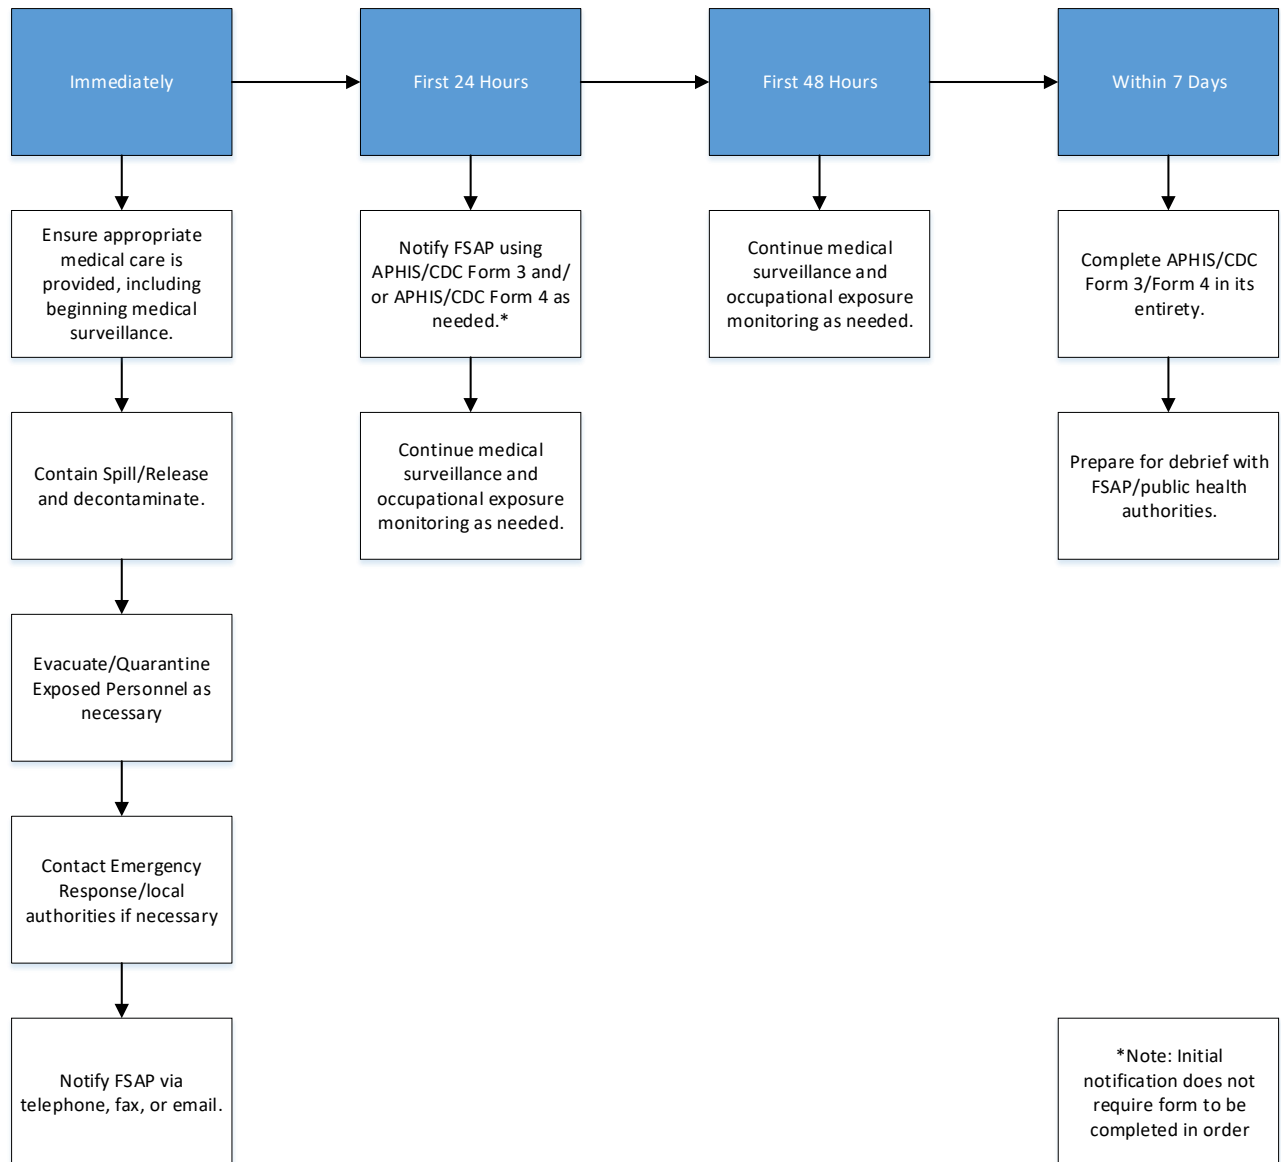 Immediately
First 24 Hours
First 48 Hours
Within 7 Days
Ensure appropriate
medical care is
provided, including
beginning medical
surveillance.
Notify FSAP using
APHIS/CDC Form 3 and/
or APHIS/CDC Form 4 as
needed.*
Continue medical
surveillance and
occupational exposure
monitoring as needed.
Complete APHIS/CDC
Form 3/Form 4 in its
entirety.
Contain Spill/Release
and decontaminate.
Continue medical
surveillance and
occupational exposure
monitoring as needed.
Prepare for debrief with
FSAP/public health
authorities.
Evacuate/Quarantine
Exposed Personnel as
necessary
Contact Emergency
Response/local
authorities if necessary
Notify FSAP via
telephone, fax, or email.
*Note: Initial
notification does not
require form to be
completed in order